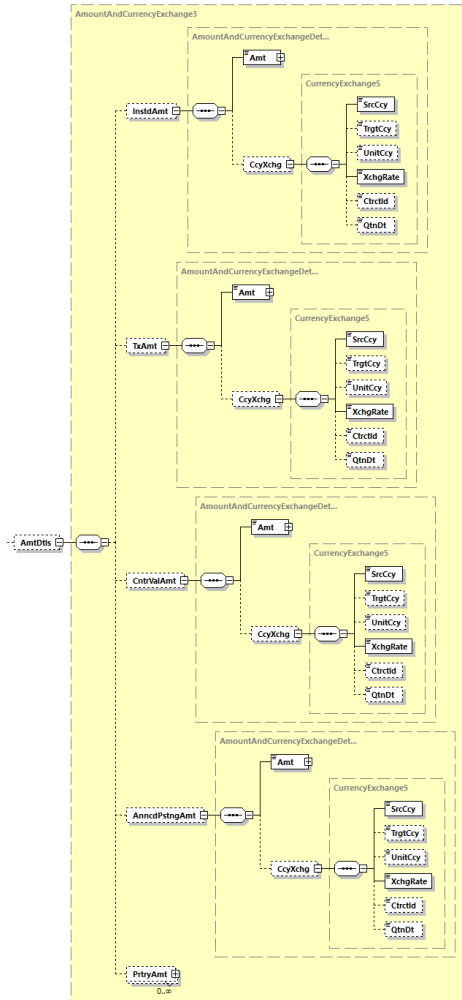 AmountAndCurrencyExchange3
AmountAndCurrencyExchangeDet...
Amt
CurrencyExchange5
SrcCcy
InstdAmt
TrgtCcy
UnitCcy
CcyXchg
XchgRate
CtrctId
QtnDt
AmountAndCurrencyExchangeDet...
Amt
CurrencyExchange5
SrcCcy
TxAmt
TrgtCcy
UnitCcy
CcyXchg
XchgRate
CtrctId
QtnDt
AmountAndCurrencyExchangeDet...
Amt
AmtDtls
CurrencyExchange5
SrcCcy
CntrValAmt
TrgtCcy
UnitCcy
CcyXchg
XchgRate
CtrctId
QtnDt
AmountAndCurrencyExchangeDet...
Amt
CurrencyExchange5
SrcCcy
AnncdPstngAmt
TrgtCcy
UnitCcy
CcyXchg
XchgRate
CtrctId
QtnDt
PrtryAmt
0..∞